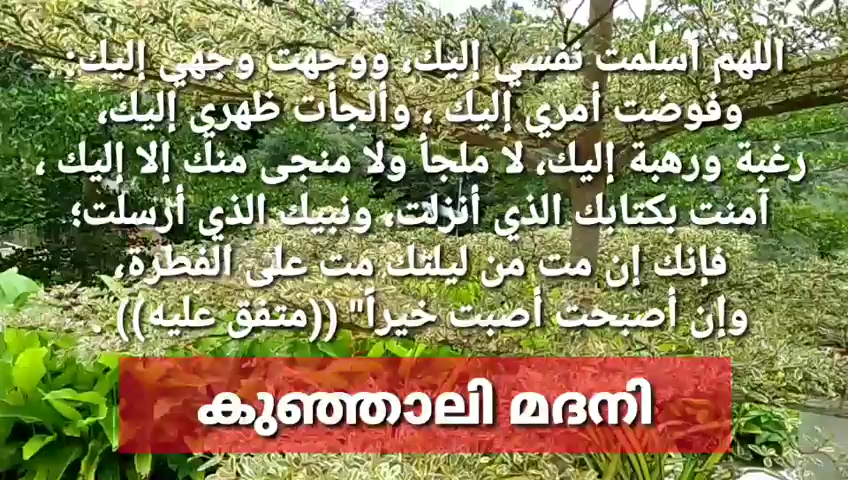 اللهم أسلمت نفسي إليك، ووجهت وجهي إليك:
وفوضت أمري إليك ، وألجأت ظهري إليك،
رغبة ورهبة إليك، لا ملجأ ولا منجى منك إلا إليك ،
آمنت بكتابك الذي أنزلت، ونبيك الذي أرسلت؛
فإنك إن مت من ليلتك مت على الفطرة،
وإن أصبحت أصبت خيراً" ((متفق عليه)) .
കുഞ്ഞാലി മദനി